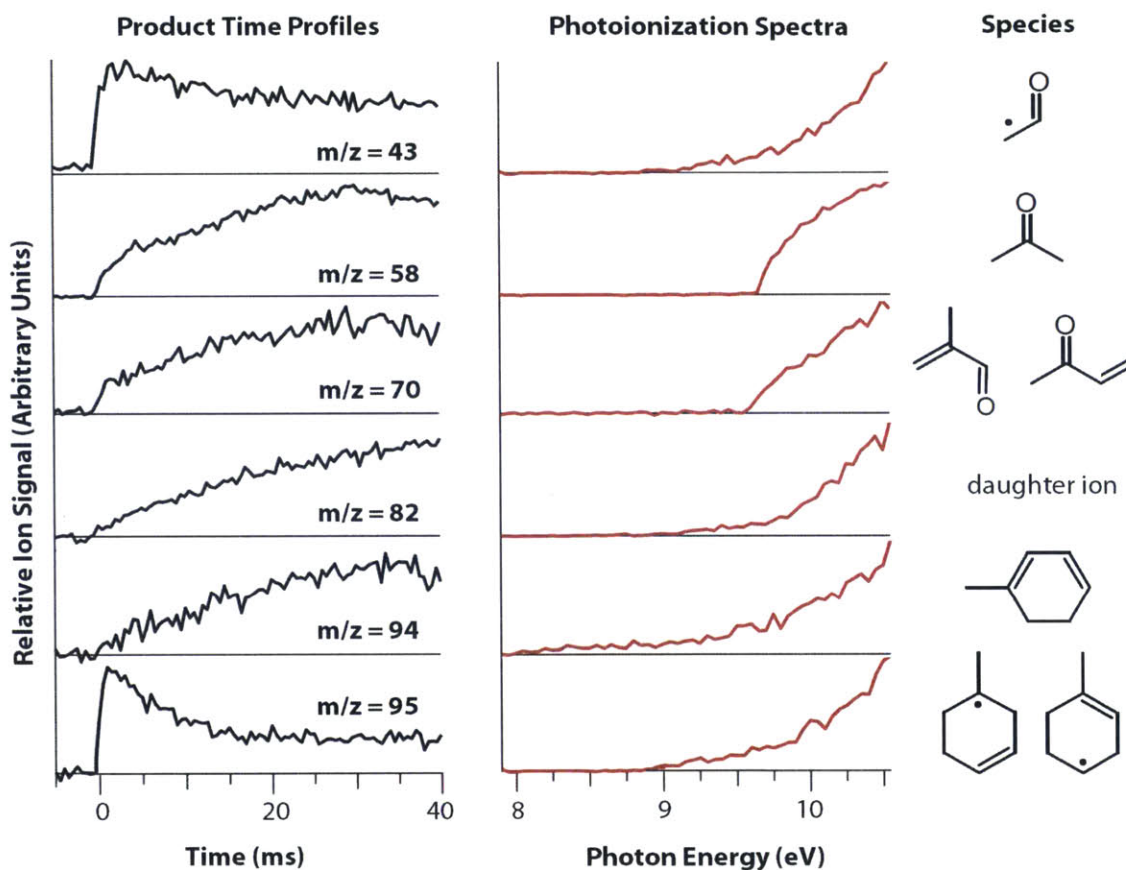 Product Time Profiles
Photoionization Spectra
Species
Relative Ion Signal (Arbitrary Units)
m/z = 43
O
m/z = 58
O
m/z = 70
O
O
m/z = 82
daughter ion
m/z = 94
m/z = 95
0
20
40
8
9
10
Time (ms)
Photon Energy (eV)